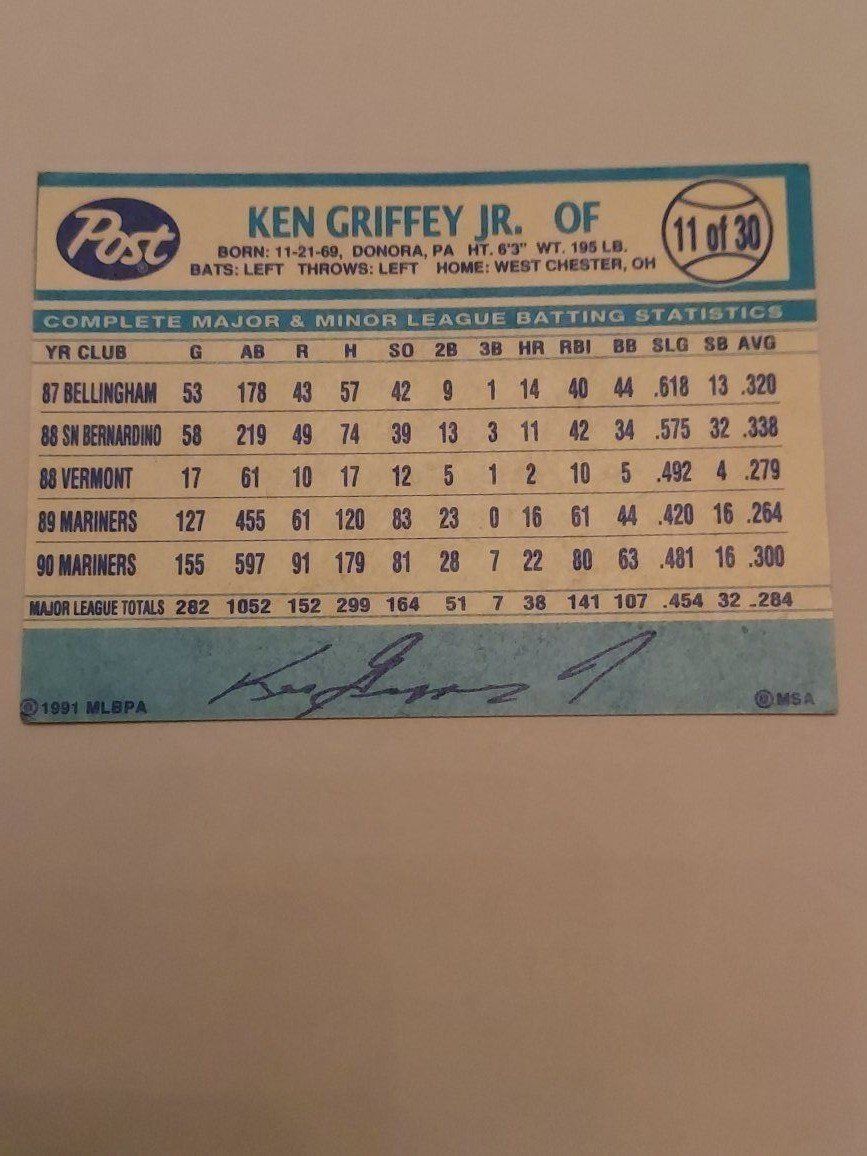 Post®
KEN GRIFFEY JR. OF
11 of 30
BORN: 11-21-69, DONORA, PA HT. 6'3" WT. 195 LB.
BATS: LEFT THROWS: LEFT HOME: WEST CHESTER, OH
COMPLETE MAJOR & MINOR LEAGUE BATTING STATISTICS
YR CLUB G AB R H SO 2B 3B HR RBI BB SLG SB AVG
87 BELLINGHAM 53 178 43 57 42 9 1 14 40 44 .618 13 .320
88 SN BERNARDINO 58 219 49 74 39 13 3 11 42 34 .575 32 .338
88 VERMONT 17 61 10 17 12 5 1 2 10 5 .492 4 .279
89 MARINERS 127 455 61 120 83 23 0 16 61 44 .420 16 .264
90 MARINERS 155 597 91 179 81 28 7 22 80 63 .481 16 .300
MAJOR LEAGUE TOTALS 282 1052 152 299 164 51 7 38 141 107 .454 32 .284
Ken Griffey Jr
© 1991 MLBPA
© MSA